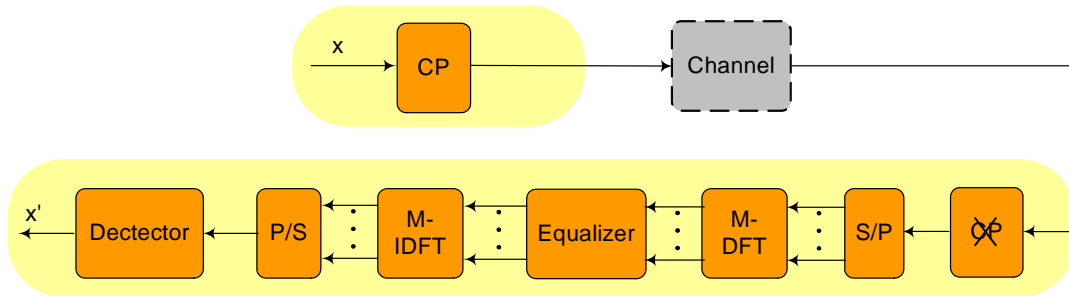 x
CP
Channel
x'
Dectector
P/S
M-
IDFT
Equalizer
M-
DFT
S/P
CP